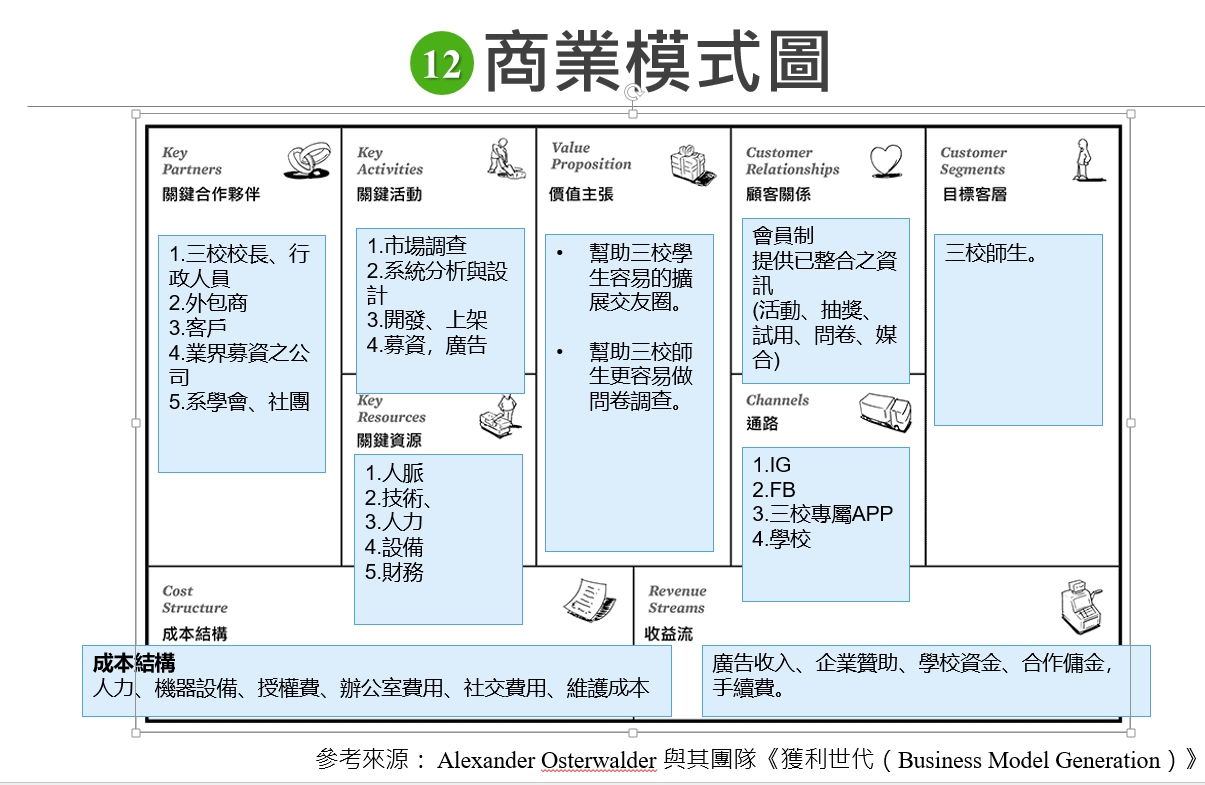 12 商業模式圖
Key
Partners
關鍵合作夥伴
1.三校校長、行
政人員
2.外包商
3.客戶
4.業界募資之公
司
5.系學會、社團
Key
Activities
關鍵活動
1.市場調查
2.系統分析與設
計
3.開發、上架
4.募資，廣告
Key
Resources
關鍵資源
1.人脈
2.技術、
3.人力
4.設備
5.財務
Value
Proposition
價值主張
• 幫助三校學
生容易的擴
展交友圈。
• 幫助三校師
生更容易做
問卷調查。
Customer
Relationships
顧客關係
會員制
提供已整合之資
訊
(活動、抽獎、
試用、問卷、媒
合)
Channels
通路
1.IG
2.FB
3.三校專屬APP
4.學校
Customer
Segments
目標客層
三校師生。
Cost
Structure
成本結構
成本結構
人力、機器設備、授權費、辦公室費用、社交費用、維護成本
Revenue
Streams
收益流
廣告收入、企業贊助、學校資金、合作傭金，
手續費。
參考來源： Alexander Osterwalder 與其團隊《獲利世代（Business Model Generation）》